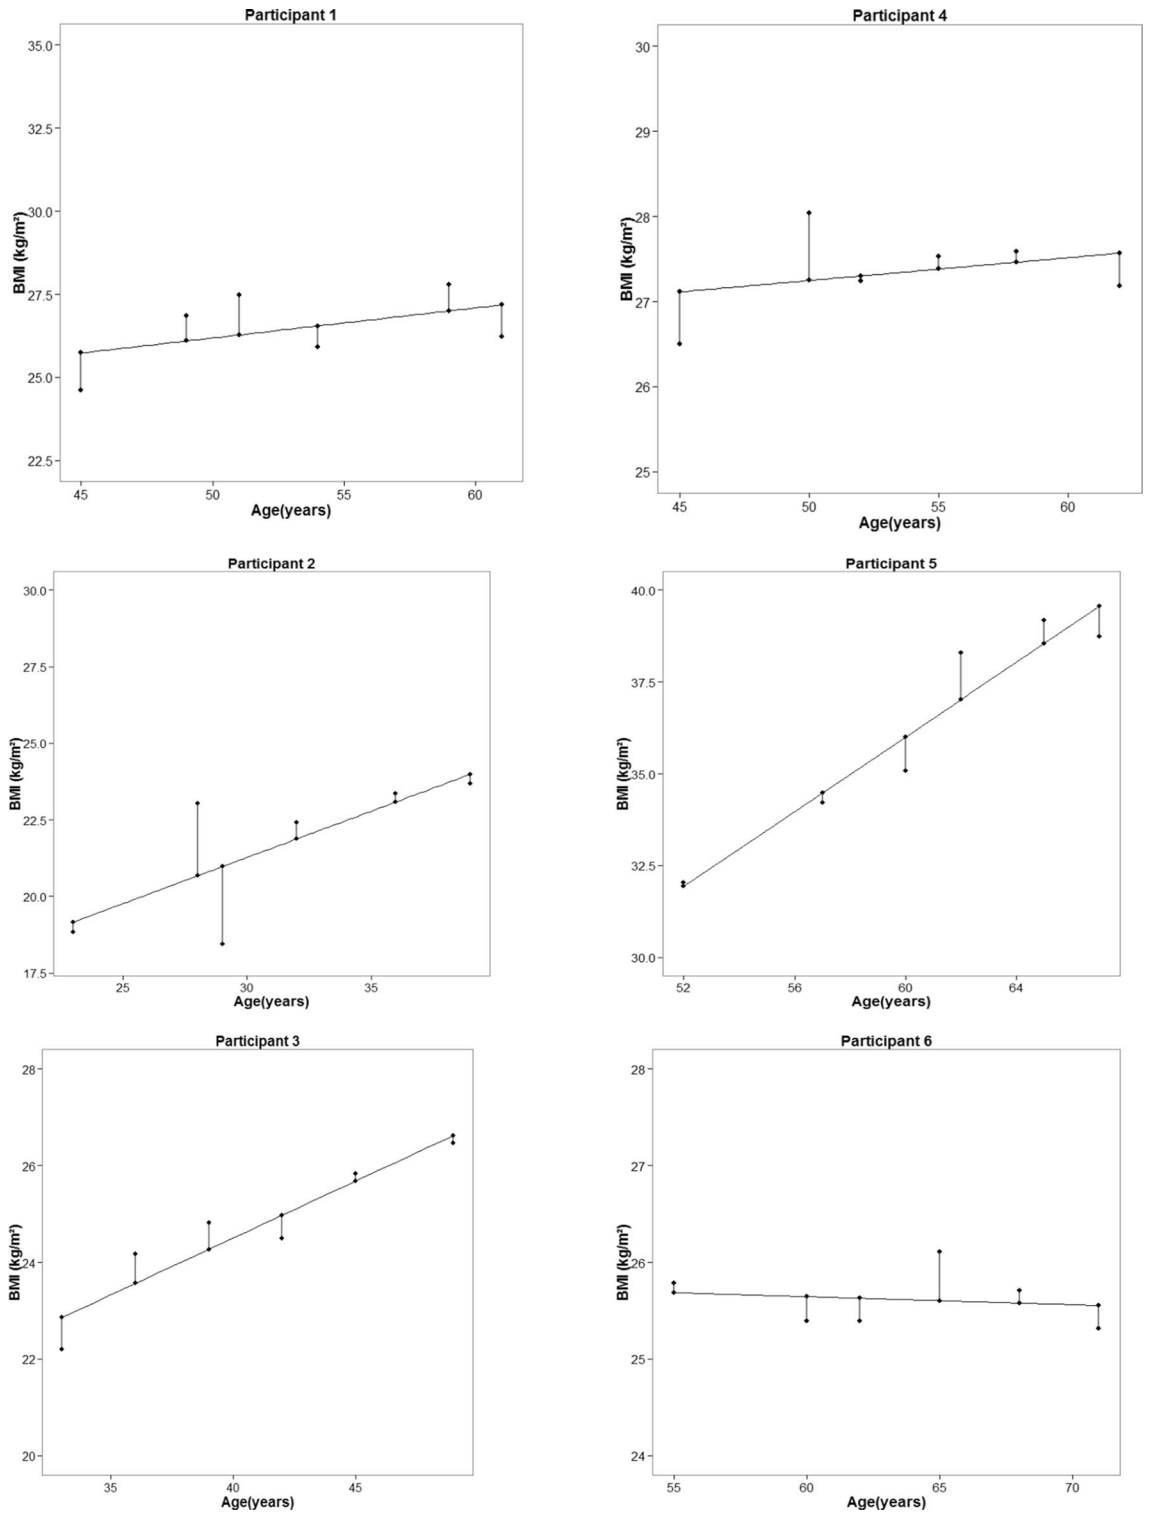 Participant 1
35.0
32.5
30.0
27.5
25.0
22.5
BMI (kg/m²)
45 50 55 60
Age(years)
Participant 4
30
29
28
27
26
25
BMI (kg/m²)
45 50 55 60
Age(years)
Participant 2
30.0
27.5
25.0
22.5
20.0
17.5
BMI (kg/m²)
25 30 35
Age(years)
Participant 5
40.0
37.5
35.0
32.5
30.0
BMI (kg/m²)
52 56 60 64
Age(years)
Participant 3
28
26
24
22
20
BMI (kg/m²)
35 40 45
Age(years)
Participant 6
28
27
26
25
24
BMI (kg/m²)
55 60 65 70
Age(years)